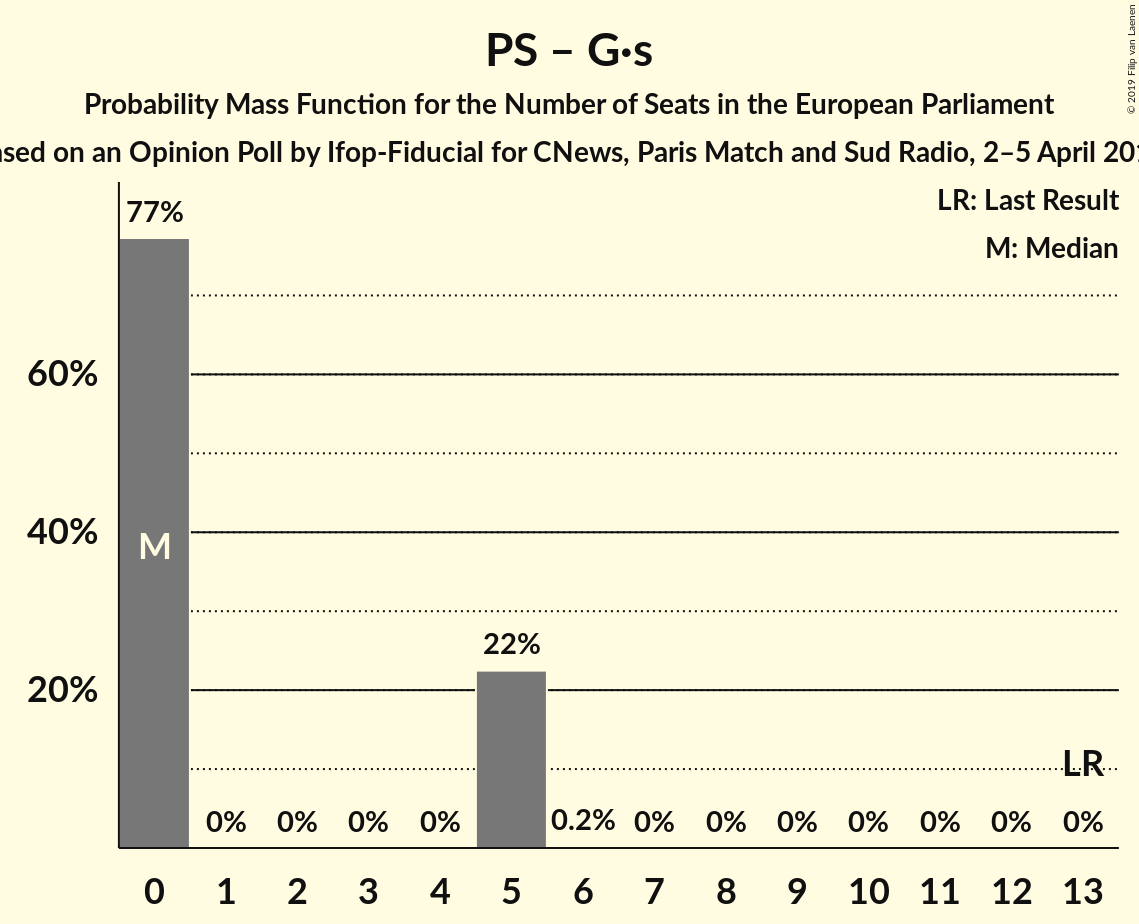 PS – G·s
Probability Mass Function for the Number of Seats in the European Parliament
on an Opinion Poll by Ifop-Fiducial for CNews, Paris Match and Sud Radio, 2–5 April
© 2019 Filip van Laenen
LR: Last Result
M: Median
77%
60%
40%
20%
M
22%
LR
0% 0% 0% 0% 0.2% 0% 0% 0% 0% 0% 0% 0%
0 1 2 3 4 5 6 7 8 9 10 11 12 13